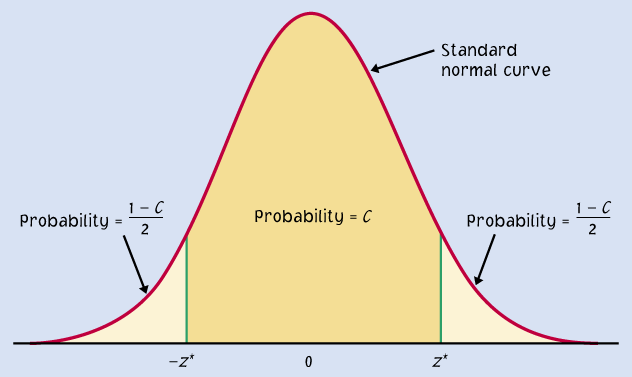 Standard
normal curve
Probability = (1 − C)/2
Probability = C
Probability = (1 − C)/2
−z*
0
z*